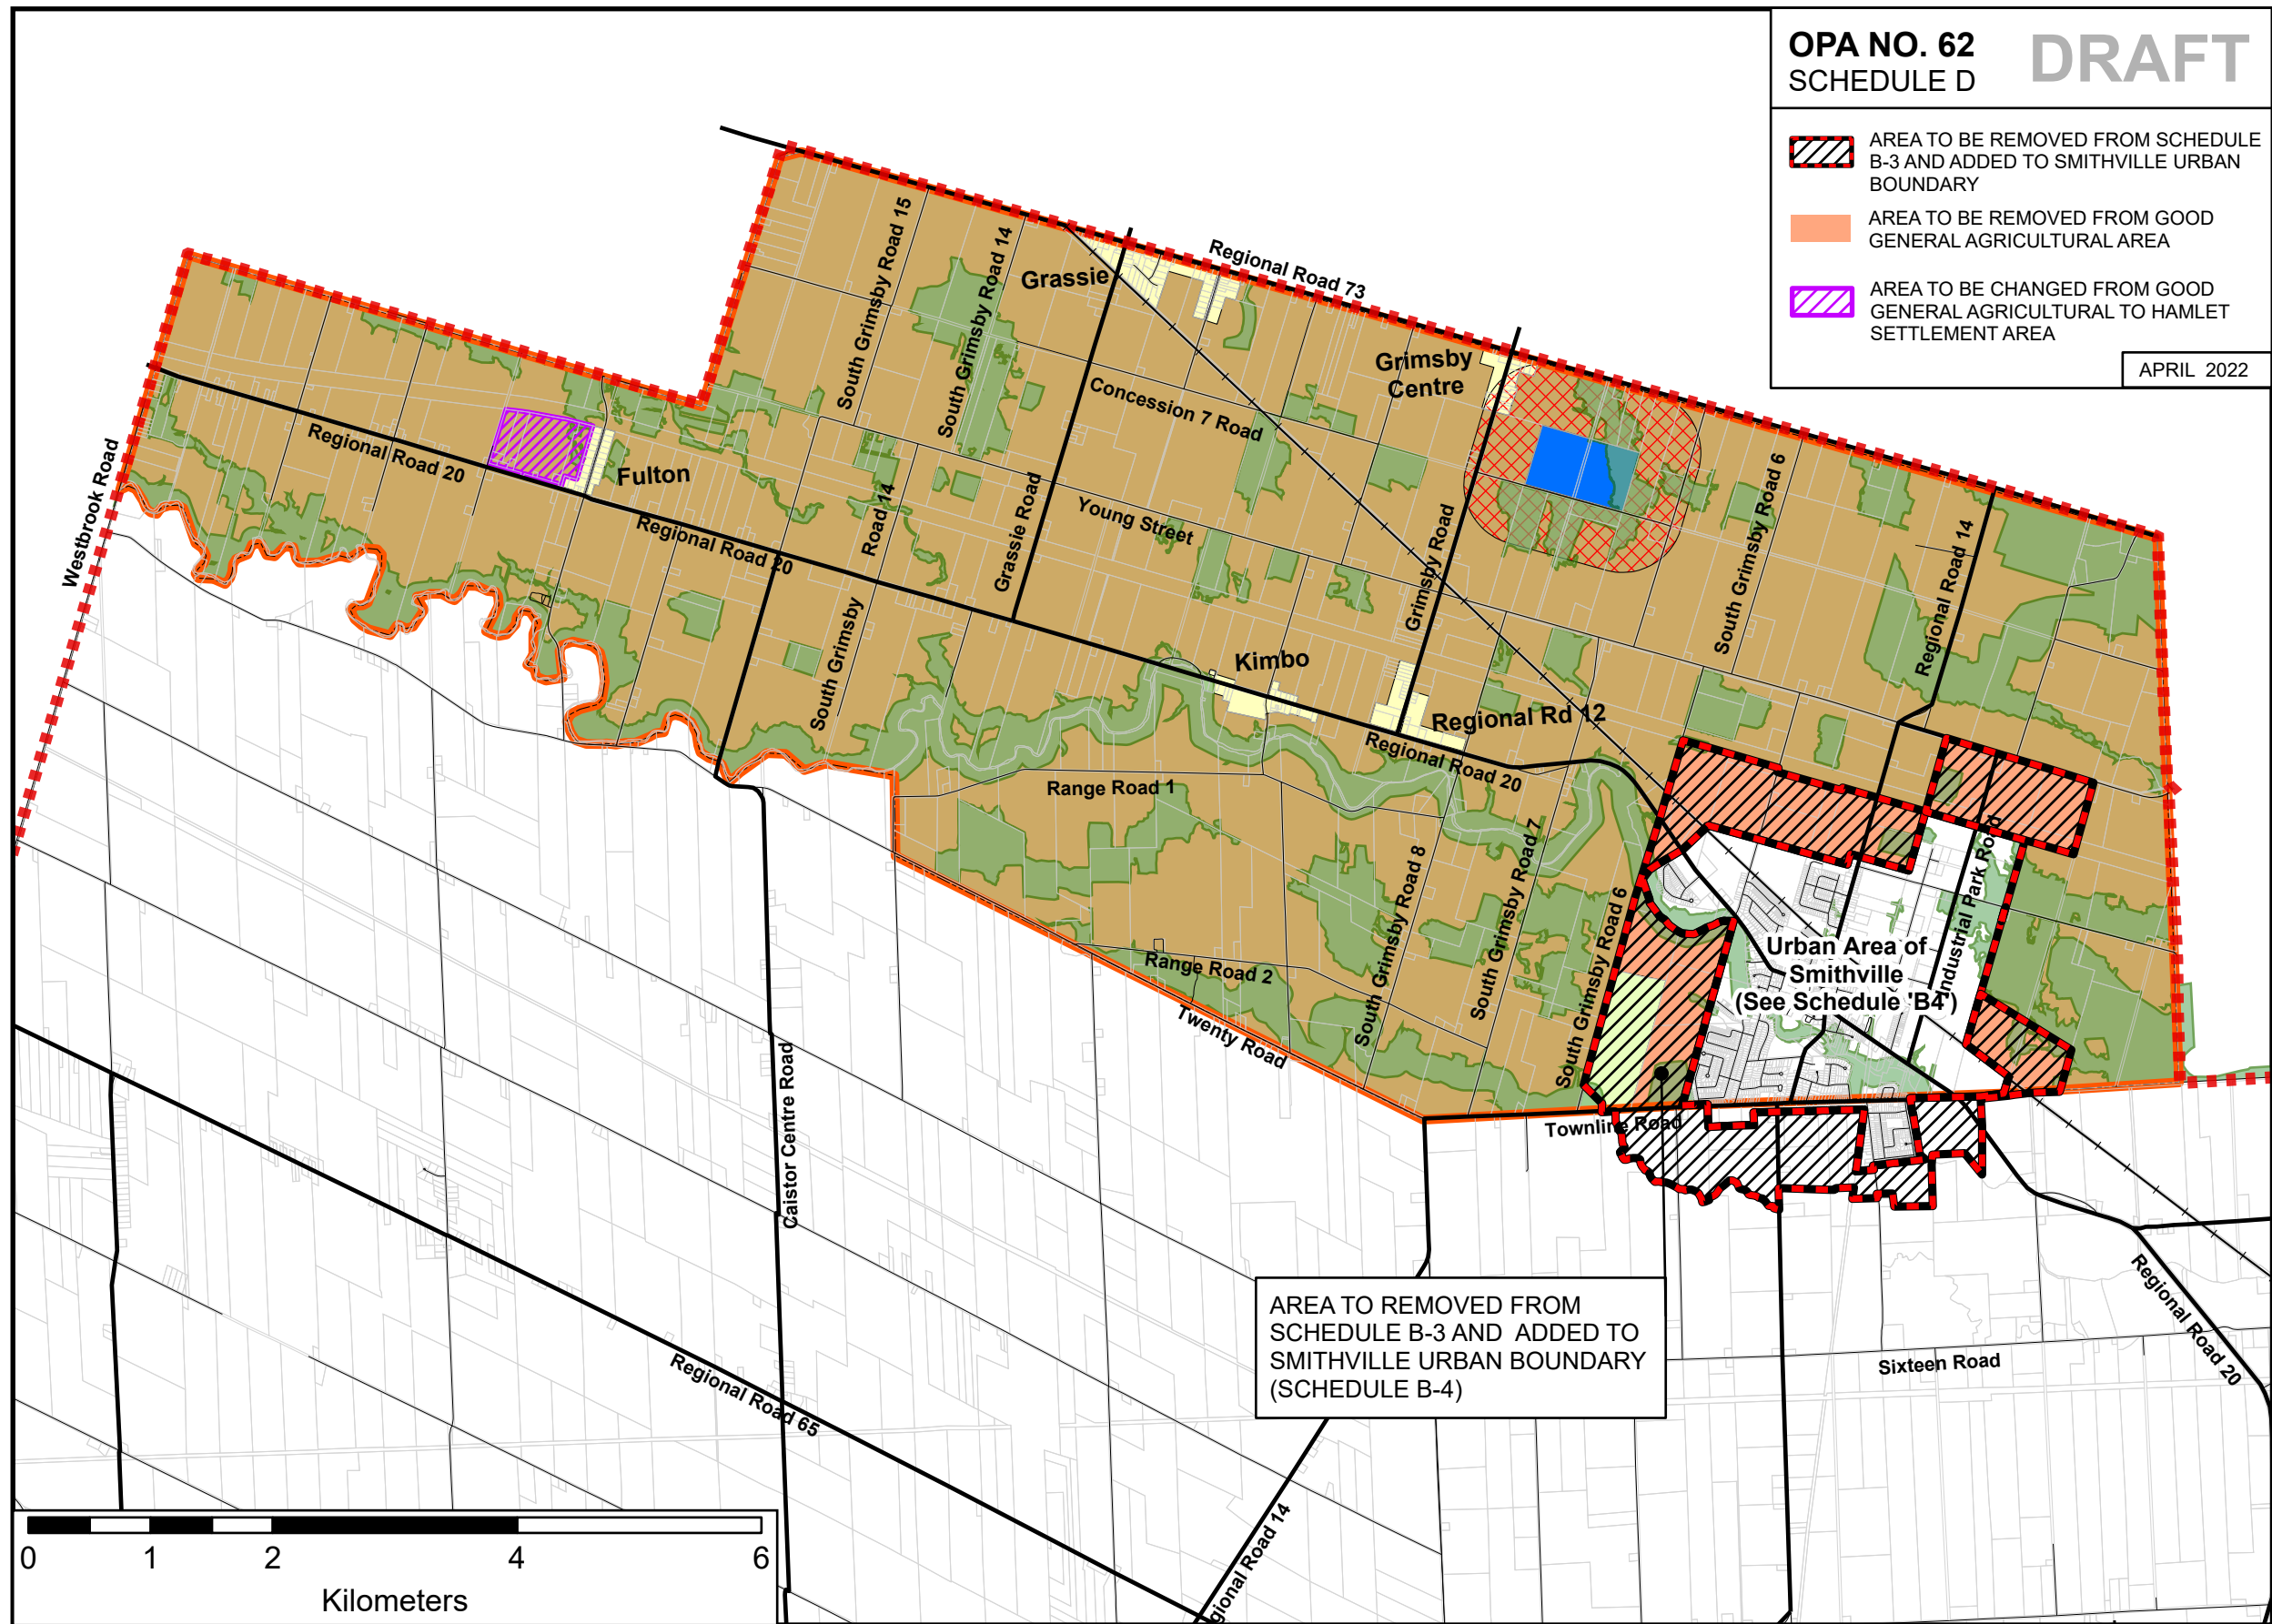 OPA NO. 62
SCHEDULE D
DRAFT
AREA TO BE REMOVED FROM SCHEDULE
B-3 AND ADDED TO SMITHVILLE URBAN
BOUNDARY
AREA TO BE REMOVED FROM GOOD
GENERAL AGRICULTURAL AREA
AREA TO BE CHANGED FROM GOOD
GENERAL AGRICULTURAL TO HAMLET
SETTLEMENT AREA
APRIL 2022
South Grimsby Road 15
South Grimsby Road 14
Grassie
Regional Road 73
Grimsby
Centre
Concession 7 Road
Westbrook Road
Regional Road 20
Fulton
Regional Road 20
Road 14
South Grimsby
Grassie Road
Young Street
Grimsby Road
South Grimsby Road 6
Regional Road 14
Kimbo
Regional Rd 12
Regional Road 20
Range Road 1
South Grimsby Road 8
South Grimsby Road 7
South Grimsby Road 6
Industrial Park Road
Urban Area of
Smithville
(See Schedule 'B4')
Range Road 2
Twenty Road
Townline Road
Caistor Centre Road
AREA TO REMOVED FROM
SCHEDULE B-3 AND ADDED TO
SMITHVILLE URBAN BOUNDARY
(SCHEDULE B-4)
Sixteen Road
Regional Road 20
Regional Road 65
gional Road 14
0 1 2 4 6
Kilometers